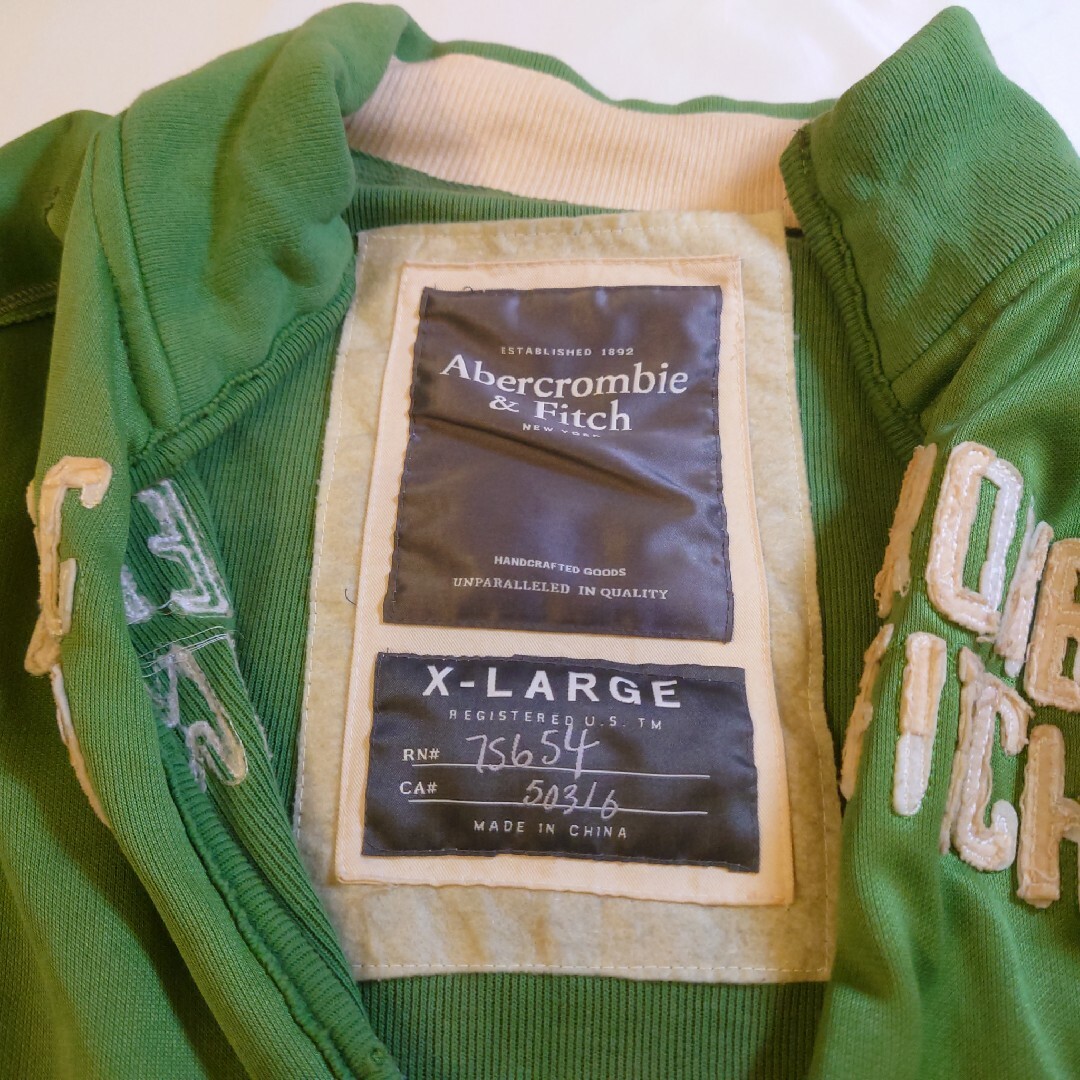 ESTABLISHED 1892
Abercrombie
& Fitch
NEW YORK
HANDCRAFTED GOODS
UNPARALLELED IN QUALITY
X-LARGE
REGISTERED U.S. TM
RN# 75654
CA# 50316
MADE IN CHINA